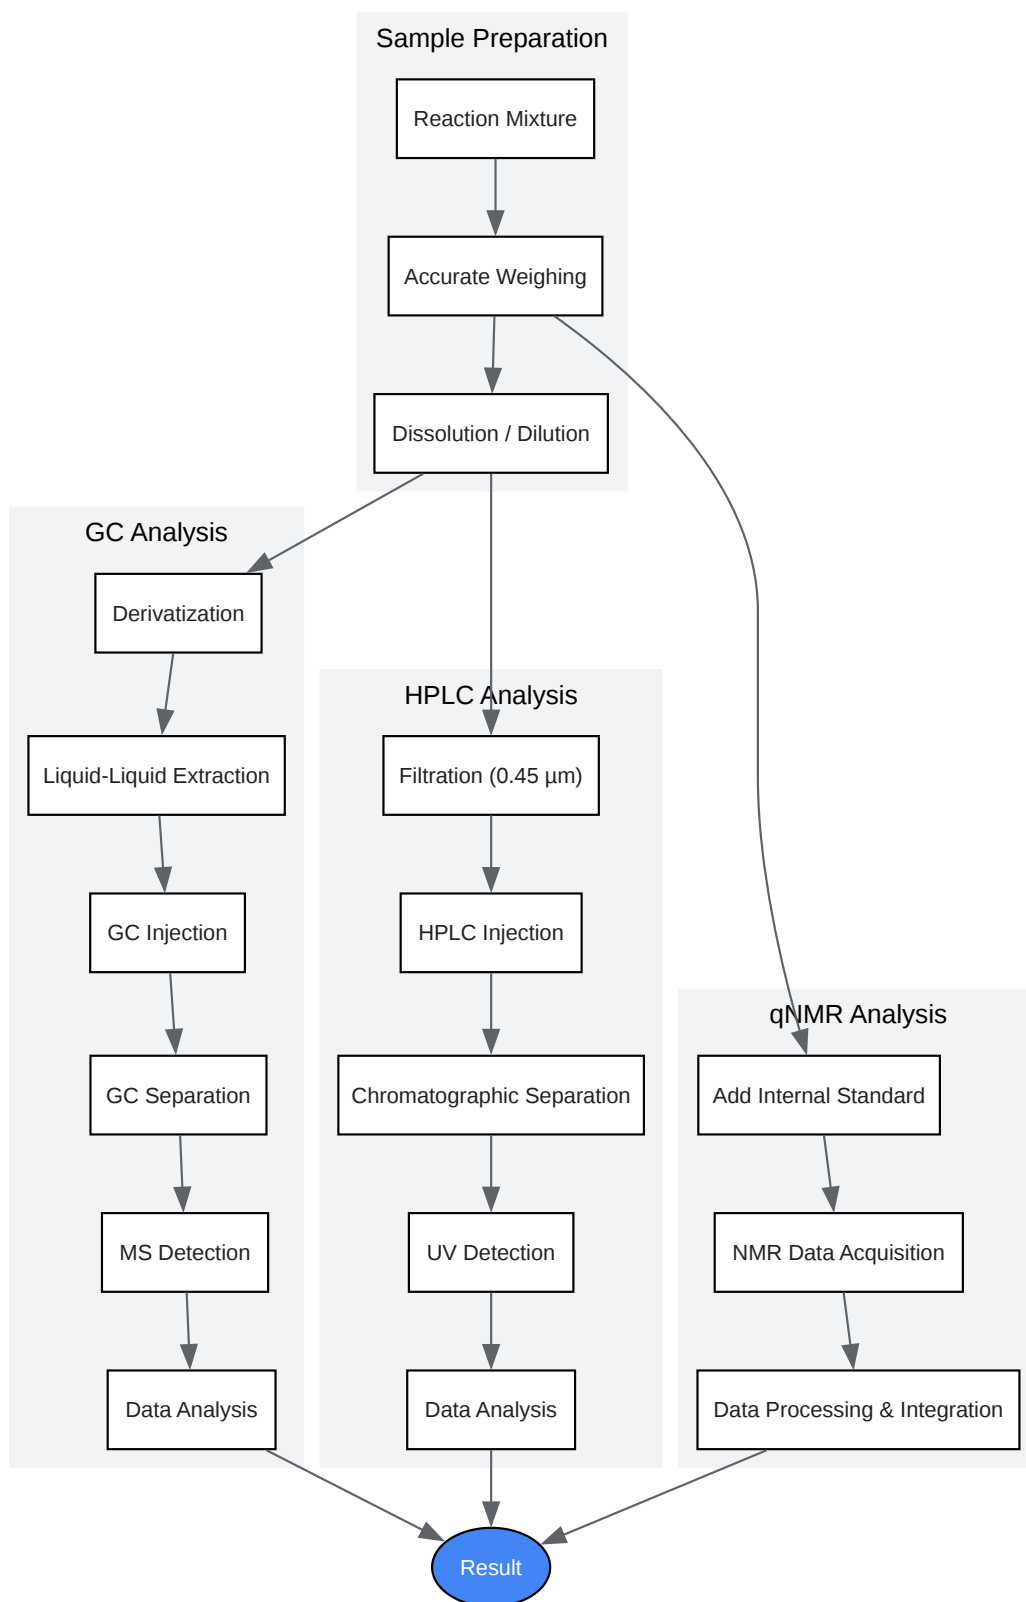 Sample Preparation
Reaction Mixture
Accurate Weighing
Dissolution / Dilution
GC Analysis
Derivatization
Liquid-Liquid Extraction
GC Injection
GC Separation
MS Detection
Data Analysis
HPLC Analysis
Filtration (0.45 µm)
HPLC Injection
Chromatographic Separation
UV Detection
Data Analysis
qNMR Analysis
Add Internal Standard
NMR Data Acquisition
Data Processing & Integration
Result